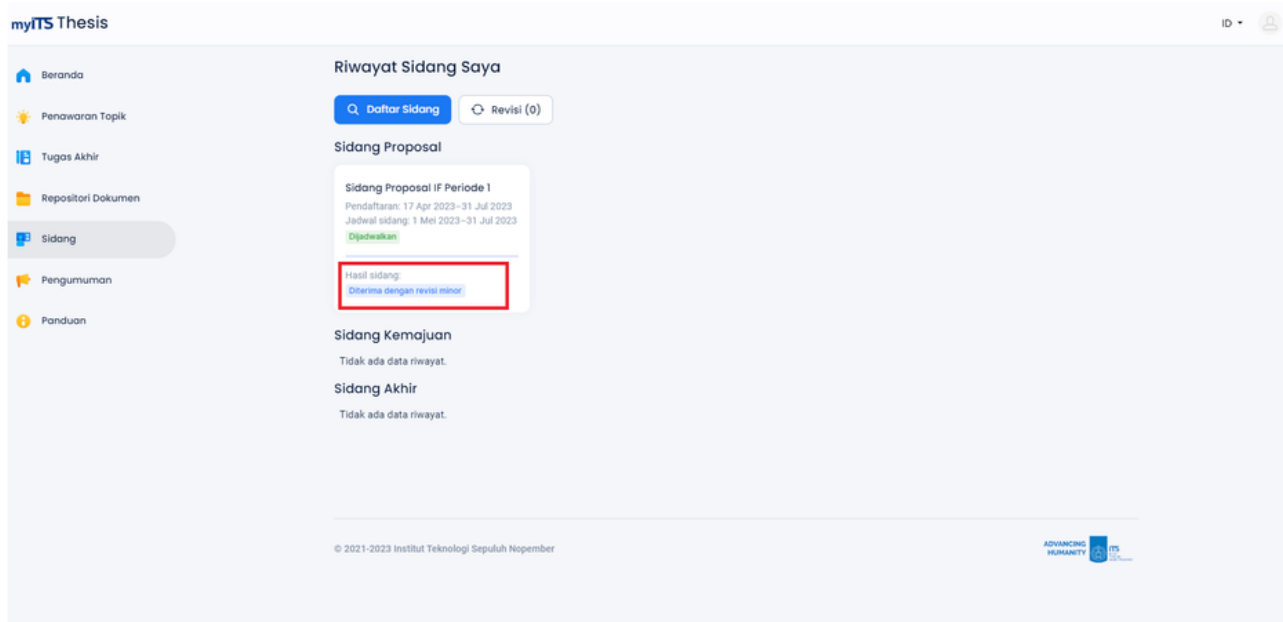 myITS Thesis
ID
Beranda
Penawaran Topik
Tugas Akhir
Repositori Dokumen
Sidang
Pengumuman
Panduan
Riwayat Sidang Saya
Daftar Sidang
Revisi (0)
Sidang Proposal
Sidang Proposal IF Periode 1
Pendaftaran: 17 Apr 2023–31 Jul 2023
Jadwal sidang: 1 Mei 2023–31 Jul 2023
Dijadwalkan
Hasil sidang:
Diterima dengan revisi minor
Sidang Kemajuan
Tidak ada data riwayat.
Sidang Akhir
Tidak ada data riwayat.
© 2021-2023 Institut Teknologi Sepuluh Nopember
ADVANCING
HUMANITY
ITS